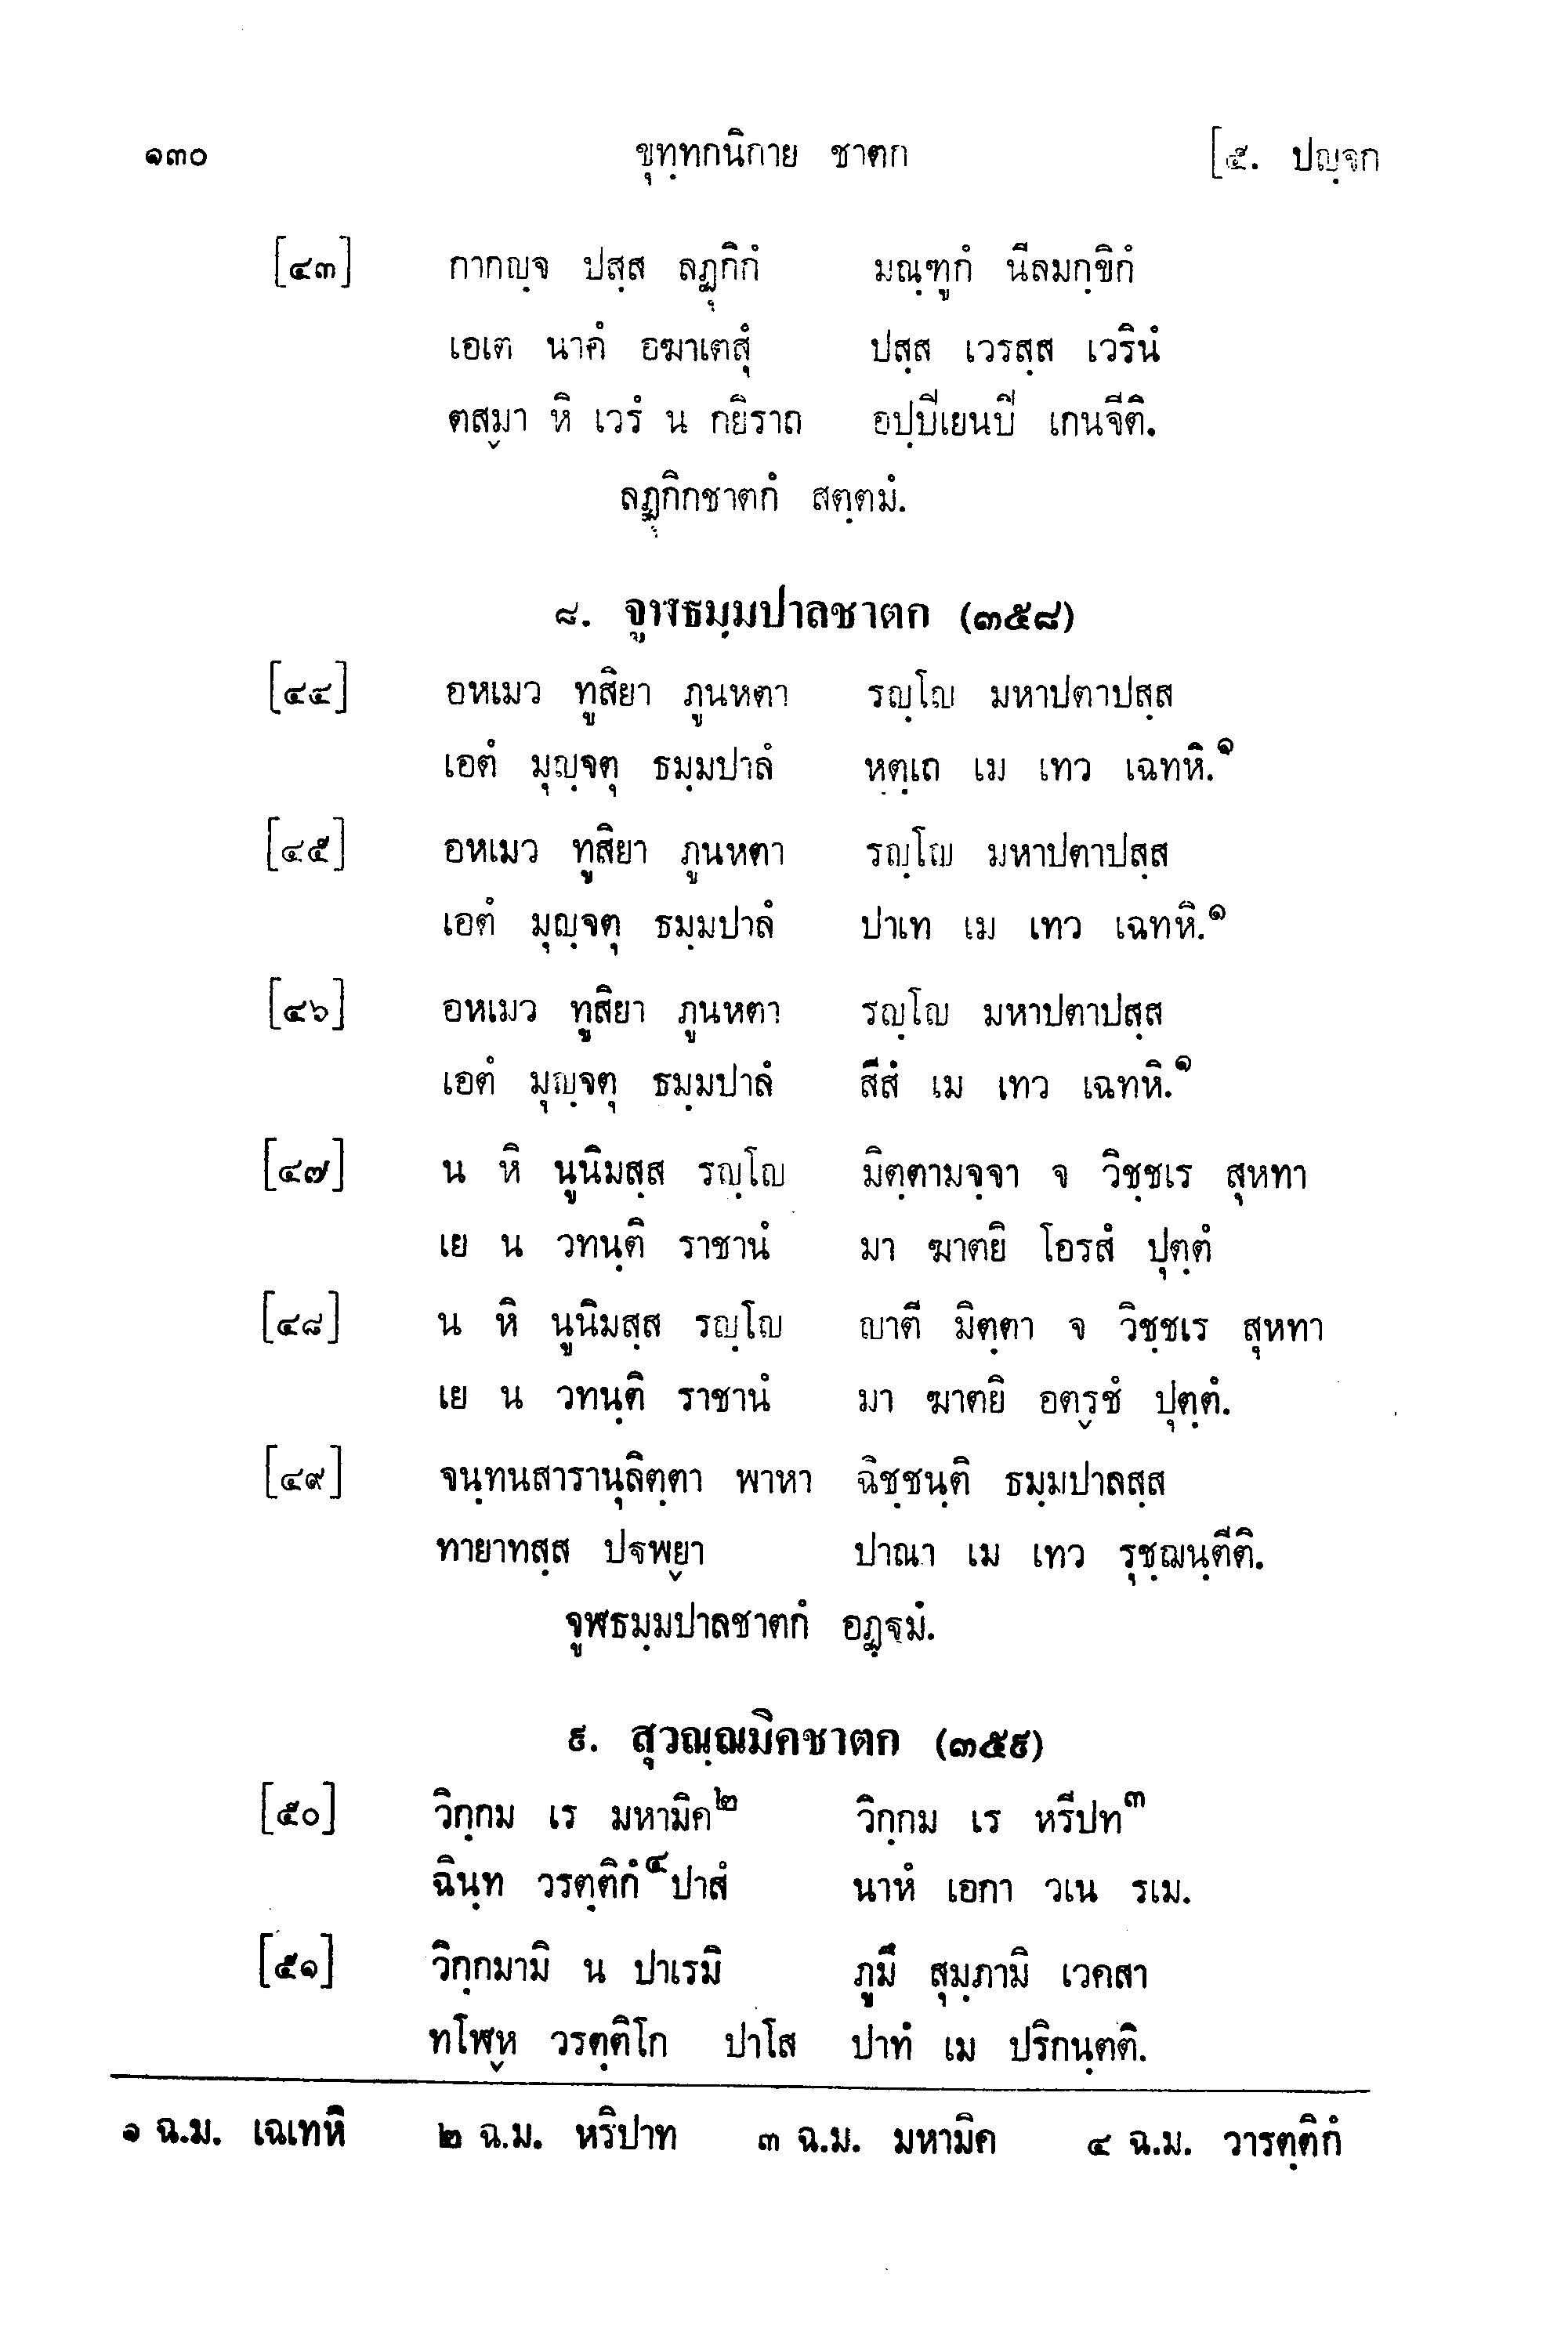 ๑๓๐ ขุทฺทกนิกาย ชาตก [๕. ปญฺจก
[๔๓] กากญฺจ ปสฺส ลฏุกิกํ มณฺฑูกํ นีลมกฺขิกํ
เอเต นาคํ อฆาเตสุํ ปสฺส เวรสฺส เวรินํ
ตสฺมา หิ เวรํ น กยิราถ อปฺปิเยนปิ เกนจีติ.
ลฏุกิกชาตกํ สตฺตมํ.
๘. จูฬธมฺมปาลชาตก (๓๕๘)
[๔๔] อหเมว ทูสิยา ภูนหตา รญฺโญ มหาปตาปสฺส
เอตํ มุญฺจตุ ธมฺมปาลํ หตฺเถ เม เทว เฉทหิ.๑
[๔๕] อหเมว ทูสิยา ภูนหตา รญฺโญ มหาปตาปสฺส
เอตํ มุญฺจตุ ธมฺมปาลํ ปาเท เม เทว เฉทหิ.๑
[๔๖] อหเมว ทูสิยา ภูนหตา รญฺโญ มหาปตาปสฺส
เอตํ มุญฺจตุ ธมฺมปาลํ สีสํ เม เทว เฉทหิ.๑
[๔๗] น หิ นูนิมสฺส รญฺโญ มิตฺตามจฺจา จ วิชฺชเร สุหทา
เย น วทนฺติ ราชานํ มา ฆาตยิ โอรสํ ปุตฺตํ
[๔๘] น หิ นูนิมสฺส รญฺโญ ญาตี มิตฺตา จ วิชฺชเร สุหทา
เย น วทนฺติ ราชานํ มา ฆาตยิ อตฺรชํ ปุตฺตํ.
[๔๙] จนฺทนสารานุลิตฺตา พาหา ฉิชฺชนฺติ ธมฺมปาลสฺส
ทายาทสฺส ปฐพฺยา ปาณา เม เทว รุชฺฌนฺตีติ.
จูฬธมฺมปาลชาตกํ อฏฺฐมํ.
๙. สุวณฺณมิคชาตก (๓๕๙)
[๕๐] วิกฺกม เร มหามิค๒ วิกฺกม เร หรีปท๓
ฉินฺท วรตฺติกํ๔ ปาสํ นาหํ เอกา วเน รเม.
[๕๑] วิกฺกมามิ น ปาเรมิ ภูมึ สุมฺภามิ เวคสา
ทโฬฺห วรตฺติโก ปาโส ปาทํ เม ปริกนฺตติ.
๑ ฉ.ม. เฉเทหิ ๒ ฉ.ม. หริปาท ๓ ฉ.ม. มหามิค ๔ ฉ.ม. วารตฺติกํ